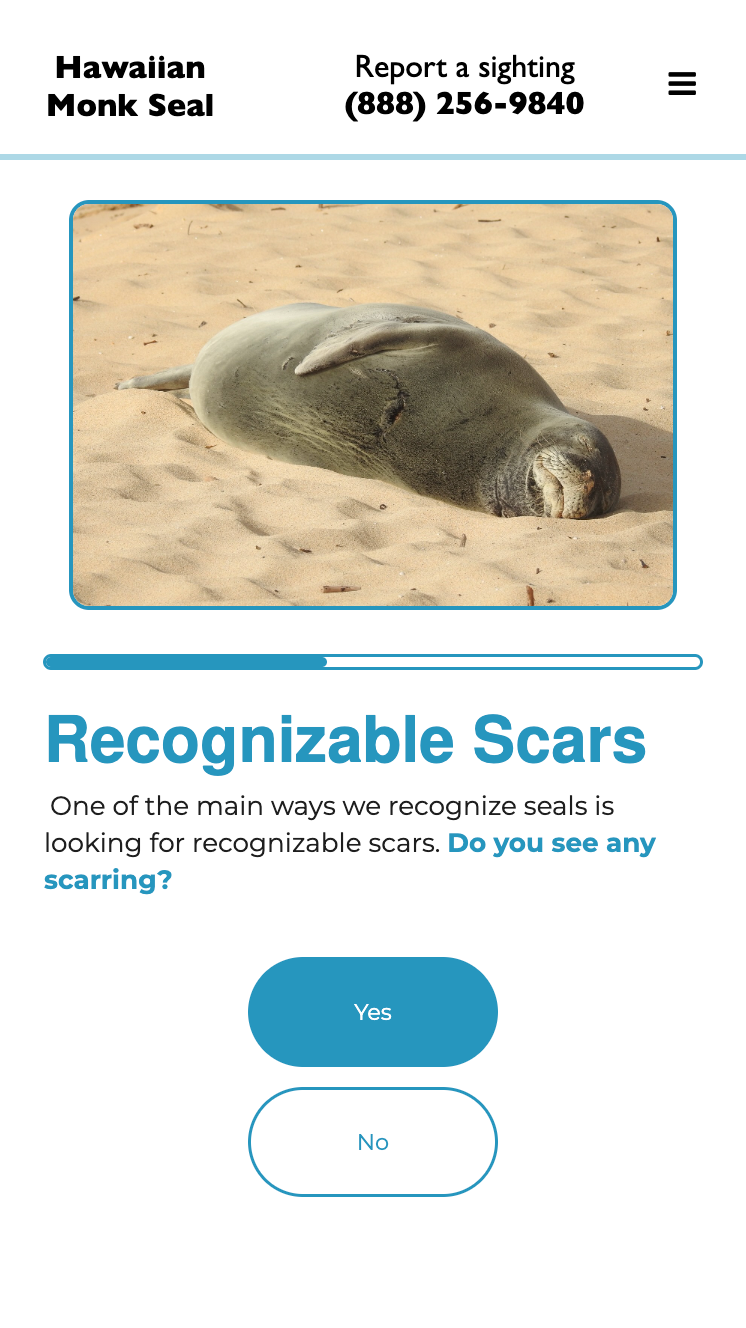 Hawaiian
Monk Seal
Report a sighting
(888) 256-9840
Recognizable Scars
One of the main ways we recognize seals is
looking for recognizable scars. Do you see any
scarring?
Yes
No